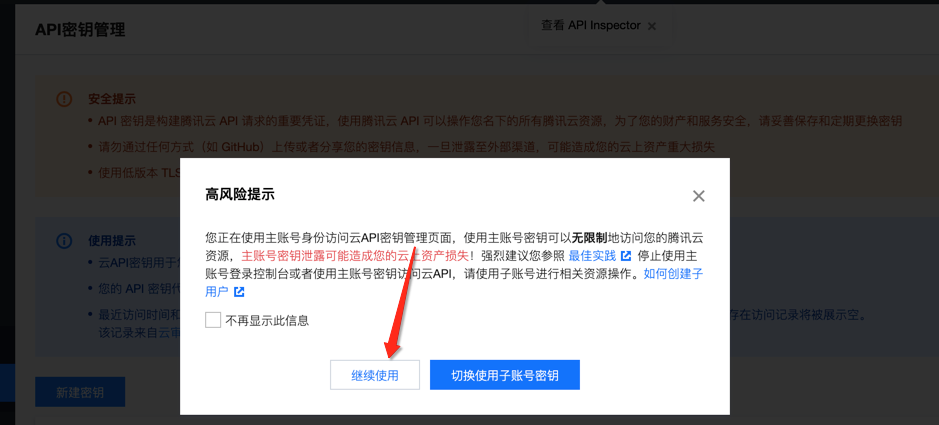 API密钥管理
查看 API Inspector
安全提示
API 密钥是构建腾讯云 API 请求的重要凭证，使用腾讯云 API 可以操作您名下的所有腾讯云资源，为了您的财产和服务安全，请妥善保存和定期更换密钥
请勿通过任何方式（如 GitHub）上传或者分享您的密钥信息，一旦泄露至外部渠道，可能造成您的云上资产重大损失
使用低版本 TLS
高风险提示
您正在使用主账号身份访问云API密钥管理页面，使用主账号密钥可以无限制地访问您的腾讯云
资源，主账号密钥泄露可能造成您的云上资产损失！强烈建议您参照 最佳实践 停止使用主
账号登录控制台或者使用主账号密钥访问云API，请使用子账号进行相关资源操作。如何创建子
用户
不再显示此信息
继续使用
切换使用子账号密钥
使用提示
云API密钥用于
您的 API 密钥代
最近访问时间和
存在访问记录将被展示空。
该记录来自云审
新建密钥